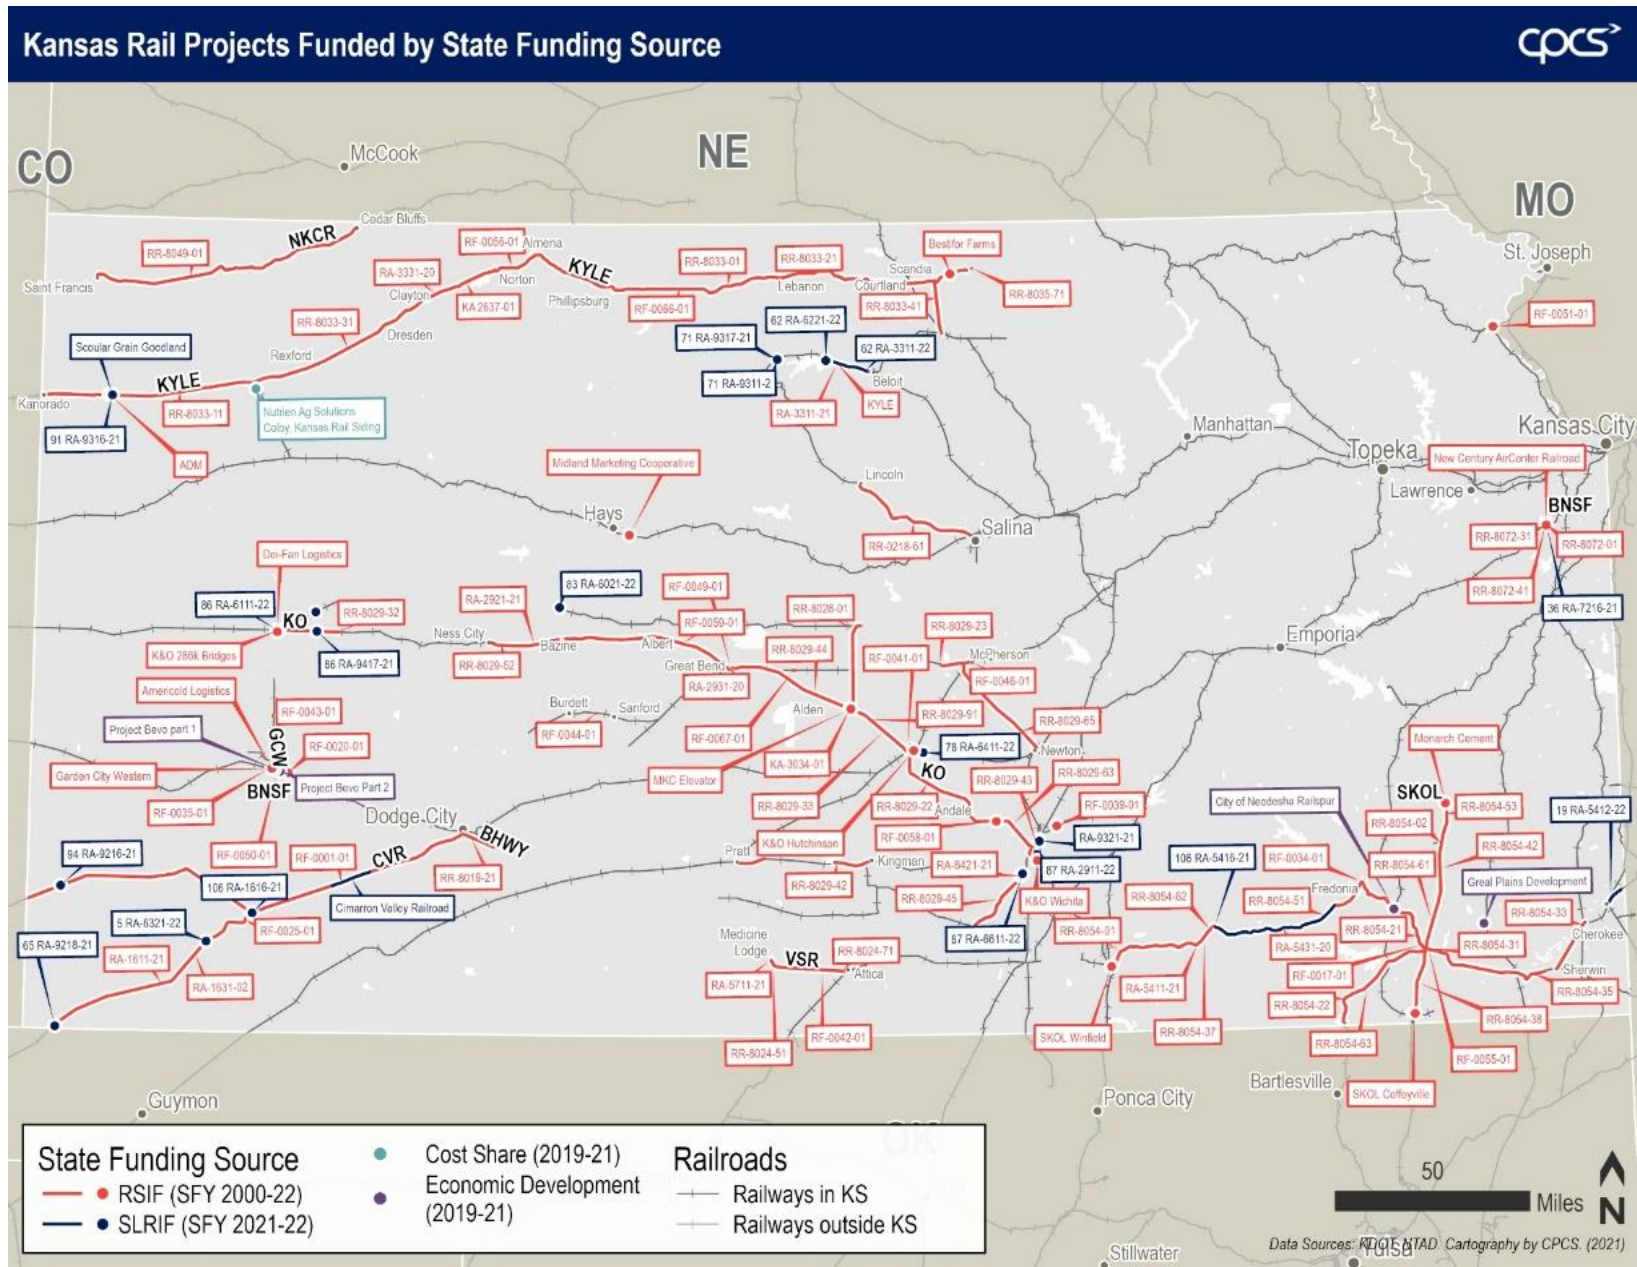 Kansas Rail Projects Funded by State Funding Source
cpcs
CO
McCook
NE
MO
St. Joseph
Cedar Bluffs
NKCR
RR-8049-01
Saint Francis
RF-0056-01
Almena
RA-3331-20
Clayton
Norton
KYLE
KA 2637-01
Phillipsburg
RR-8033-01
RF-0066-01
RR-8033-21
Lebanon
Bestifor Farms
Scandia
Courtland
RR-8033-41
RR-8035-71
RF-0051-01
RR-8033-31
Dresden
Rexford
Scoular Grain Goodland
KYLE
Kanorado
RR-8033-11
91 RA-9316-21
ADM
Nutrien Ag Solutions
Colby, Kansas Rail Siding
71 RA-9317-21
62 RA-6221-22
62 RA-3311-22
71 RA-9311-2
Beloit
RA-3311-21
KYLE
Manhattan
Kansas City
Topeka
New Century AirCenter Railroad
Lawrence
BNSF
RR-8072-31
RR-8072-01
RR-8072-41
36 RA-7216-21
Midland Marketing Cooperative
Hays
Lincoln
Salina
RR-0218-61
Emporia
86 RA-6111-22
KO
RR-8029-32
K&O 286k Bridges
86 RA-9417-21
RA-2921-21
83 RA-6021-22
RF-0049-01
RF-0059-01
Ness City
Bazine
Albert
RR-8029-52
Great Bend
RA-2931-20
RR-8028-01
RR-8029-44
RR-8029-23
RF-0041-01
McPherson
RF-0046-01
Americold Logistics
Project Bevo part 1
RF-0043-01
GCW
RF-0020-01
Garden City Western
Project Bevo Part 2
BNSF
RF-0035-01
Burdett
Sanford
RF-0044-01
Alden
RF-0067-01
RR-8029-91
RR-8029-65
78 RA-6411-22
Newton
MKC Elevator
KA-3034-01
KO
RR-8029-43
RR-8029-63
RR-8029-33
RR-8029-22
Andale
RF-0039-01
K&O Hutchinson
RF-0058-01
RA-9321-21
Dodge City
BHWY
CVR
RF-0050-01
RF-0001-01
RR-8019-21
94 RA-9216-21
106 RA-1616-21
Cimarron Valley Railroad
5 RA-6321-22
RF-0025-01
65 RA-9218-21
RA-1611-21
RA-1631-02
Pratt
Kingman
RR-8029-42
RA-8421-21
87 RA-2911-22
RR-8029-45
K&O Wichita
87 RA-6611-22
RR-8054-01
Medicine
Lodge
VSR
RR-8024-71
Attica
RA-5711-21
RR-8024-51
RF-0042-01
SKOL Winfield
RR-8054-62
106 RA-5416-21
RA-5411-21
RR-8054-37
Monarch Cement
SKOL
RR-8054-53
City of Neodesha Railspur
RR-8054-02
RR-8054-42
19 RA-5412-22
RF-0034-01
RR-8054-61
Great Plains Development
Fredonia
RR-8054-51
RR-8054-21
RR-8054-33
RA-5431-20
RR-8054-31
Cherokee
RF-0017-01
Sherwin
RR-8054-22
RR-8054-35
RR-8054-38
RR-8054-63
RF-0055-01
SKOL Coffeyville
Bartlesville
Guymon
Ponca City
OK
Stillwater
Tulsa
State Funding Source
RSIF (SFY 2000-22)
SLRIF (SFY 2021-22)
Cost Share (2019-21)
Economic Development
(2019-21)
Railroads
Railways in KS
Railways outside KS
50
Miles
N
Data Sources: KDOT, NTAD. Cartography by CPCS. (2021)